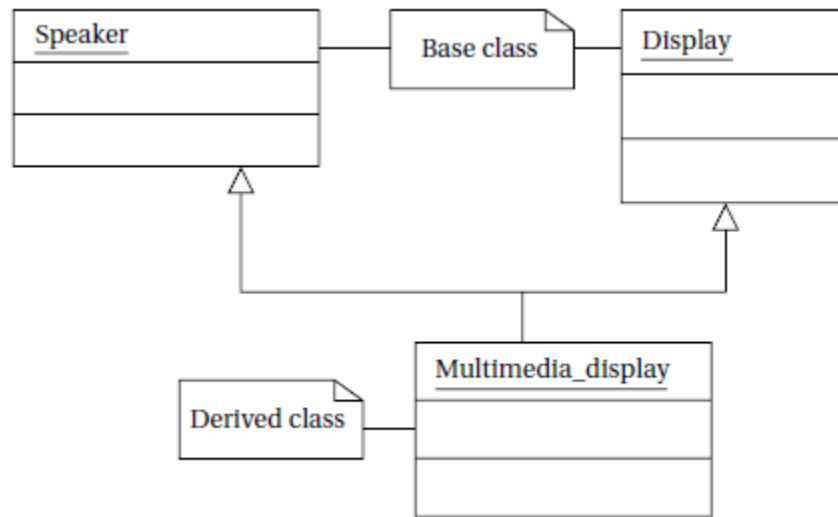 Speaker
Base class
Display
Multimedia_display
Derived class